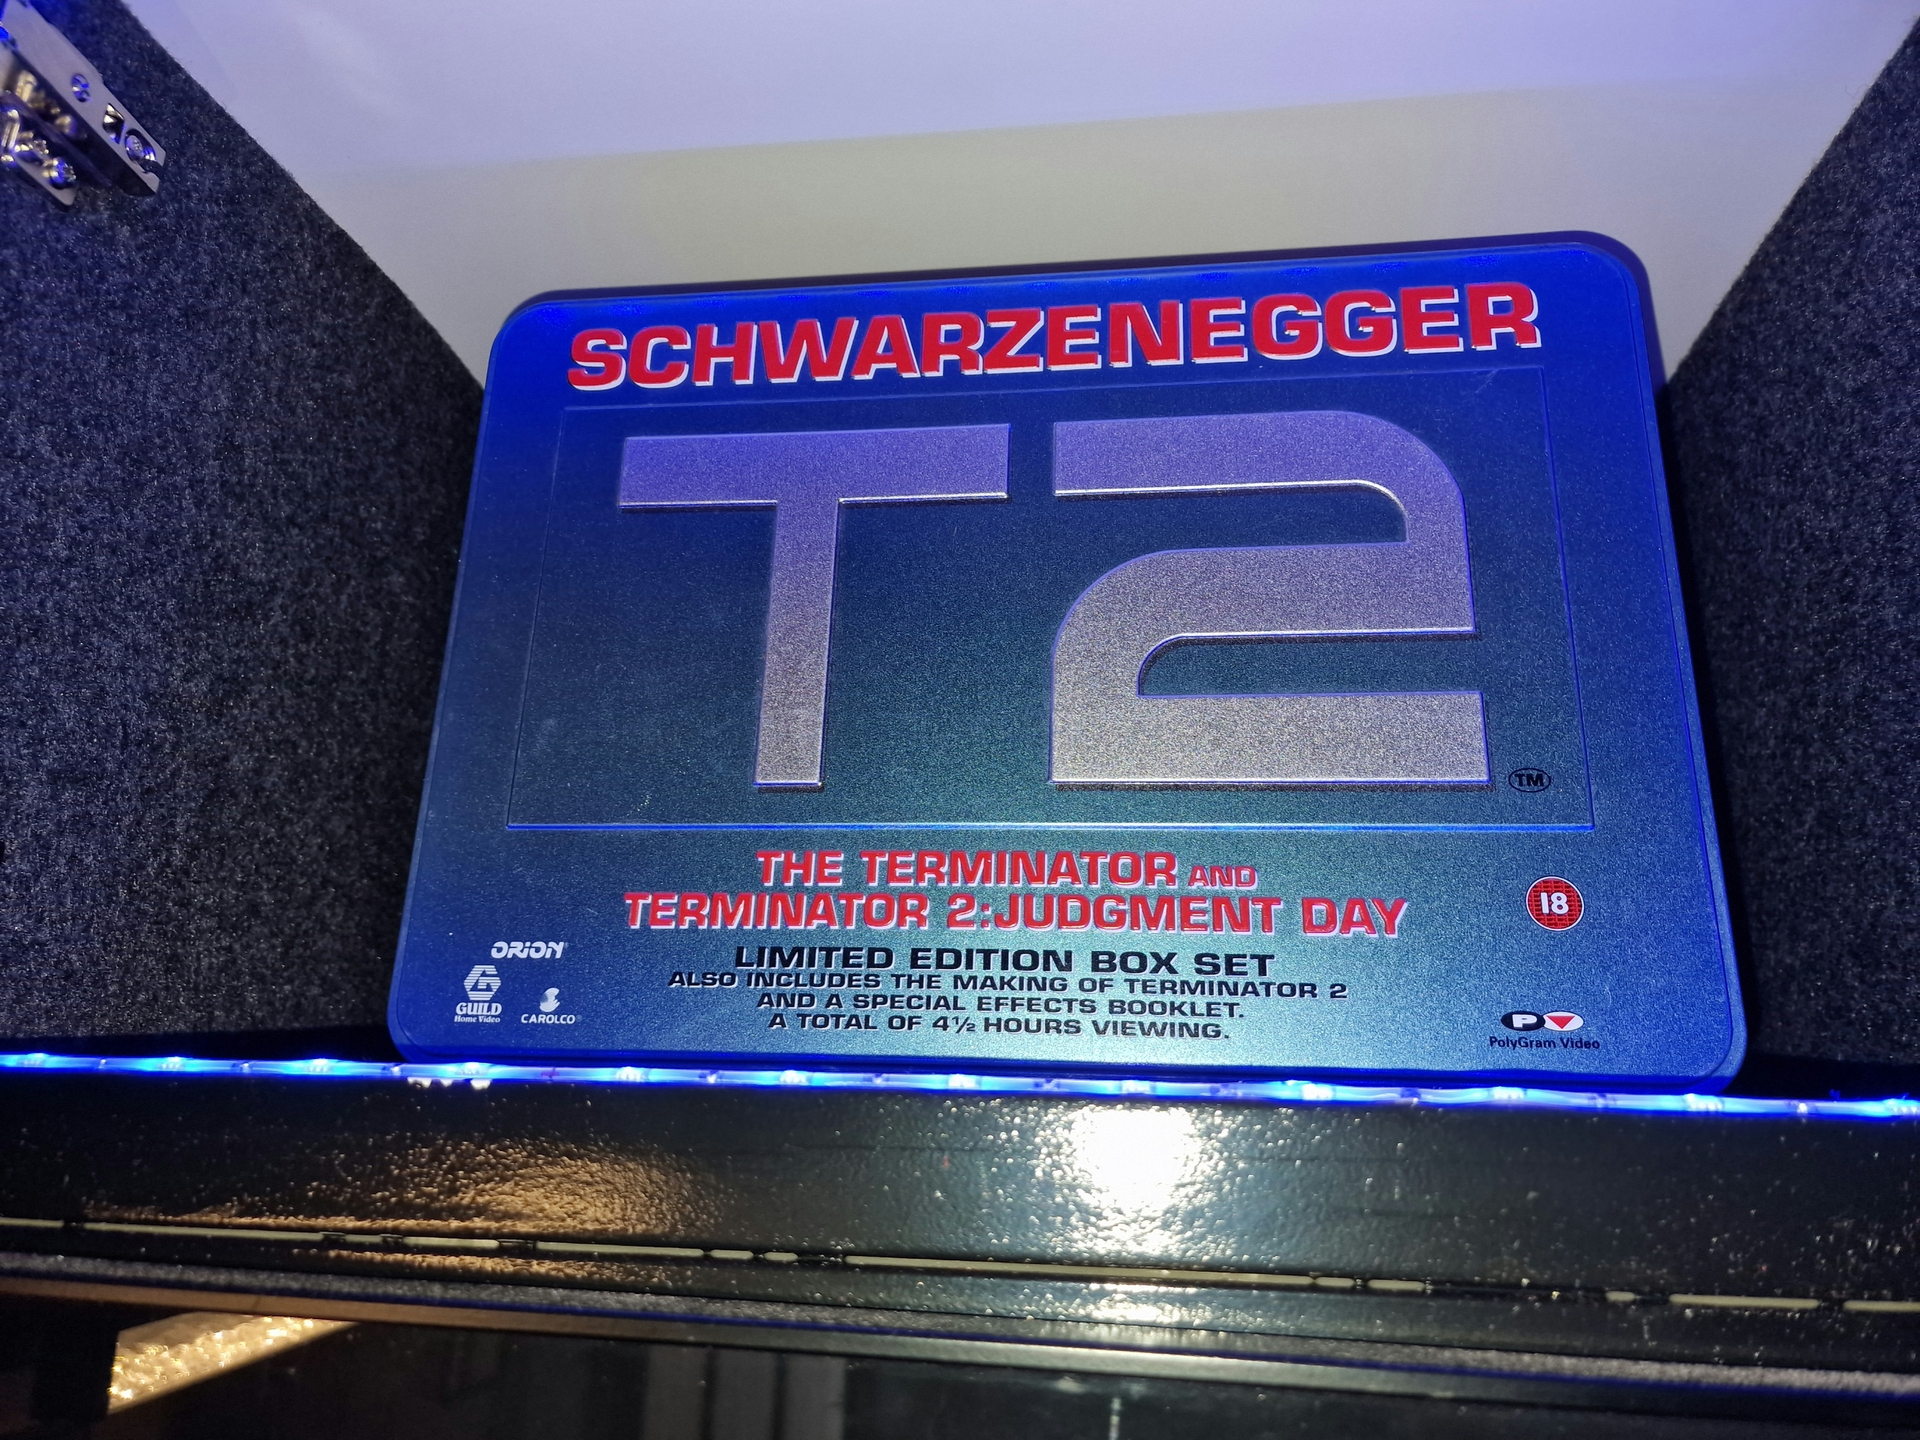 SCHWARZENEGGER
T2
TM
THE TERMINATOR AND
TERMINATOR 2:JUDGMENT DAY
18
LIMITED EDITION BOX SET
ALSO INCLUDES THE MAKING OF TERMINATOR 2
AND A SPECIAL EFFECTS BOOKLET.
A TOTAL OF 4½ HOURS VIEWING.
ORION
G
GUILD
Home Video
CAROLCO
PV
PolyGram Video